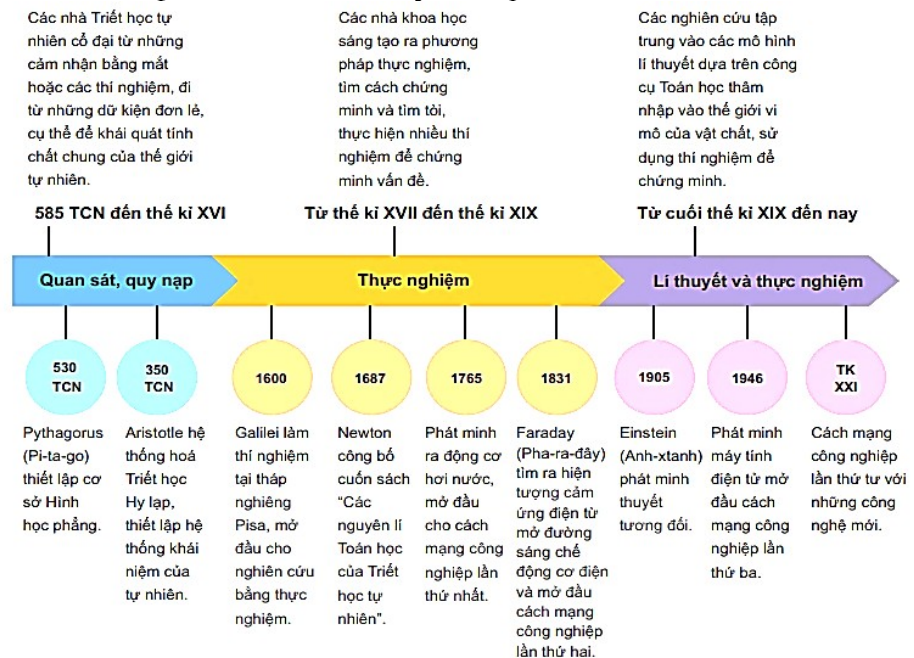 Các nhà Triết học tự
nhiên cổ đại từ những
cảm nhận bằng mắt
hoặc các thí nghiệm, đi
từ những dữ kiện đơn lẻ,
cụ thể để khái quát tính
chất chung của thế giới
tự nhiên.
Các nhà khoa học
sáng tạo ra phương
pháp thực nghiệm,
tìm cách chứng
minh và tìm tòi,
thực hiện nhiều thí
nghiệm để chứng
minh vấn đề.
Các nghiên cứu tập
trung vào các mô hình
lí thuyết dựa trên công
cụ Toán học thâm
nhập vào thế giới vi
mô của vật chất, sử
dụng thí nghiệm để
chứng minh.
585 TCN đến thế kỉ XVI
Từ thế kỉ XVII đến thế kỉ XIX
Từ cuối thế kỉ XIX đến nay
Quan sát, quy nạp
Thực nghiệm
Lí thuyết và thực nghiệm
530
TCN
350
TCN
1600
1687
1765
1831
1905
1946
TK
XXI
Pythagorus
(Pi-ta-go)
thiết lập cơ
sở Hình
học phẳng.
Aristotle hệ
thống hoá
Triết học
Hy lạp,
thiết lập hệ
thống khái
niệm của
tự nhiên.
Galilei làm
thí nghiệm
tại tháp
nghiêng
Pisa, mở
đầu cho
nghiên cứu
bằng thực
nghiệm.
Newton
công bố
cuốn sách
“Các
nguyên lí
Toán học
của Triết
học tự
nhiên”.
Phát minh
ra động cơ
hơi nước,
mở đầu
cho cách
mạng công
nghiệp lần
thứ nhất.
Faraday
(Pha-ra-đây)
tìm ra hiện
tượng cảm
ứng điện từ
mở đường
sáng chế
động cơ điện
và mở đầu
cách mạng
công nghiệp
lần thứ hai.
Einstein
(Anh-xtanh)
phát minh
thuyết
tương đối.
Phát minh
máy tính
điện tử mở
đầu cách
mạng công
nghiệp lần
thứ ba.
Cách mạng
công nghiệp
lần thứ tư với
những công
nghệ mới.